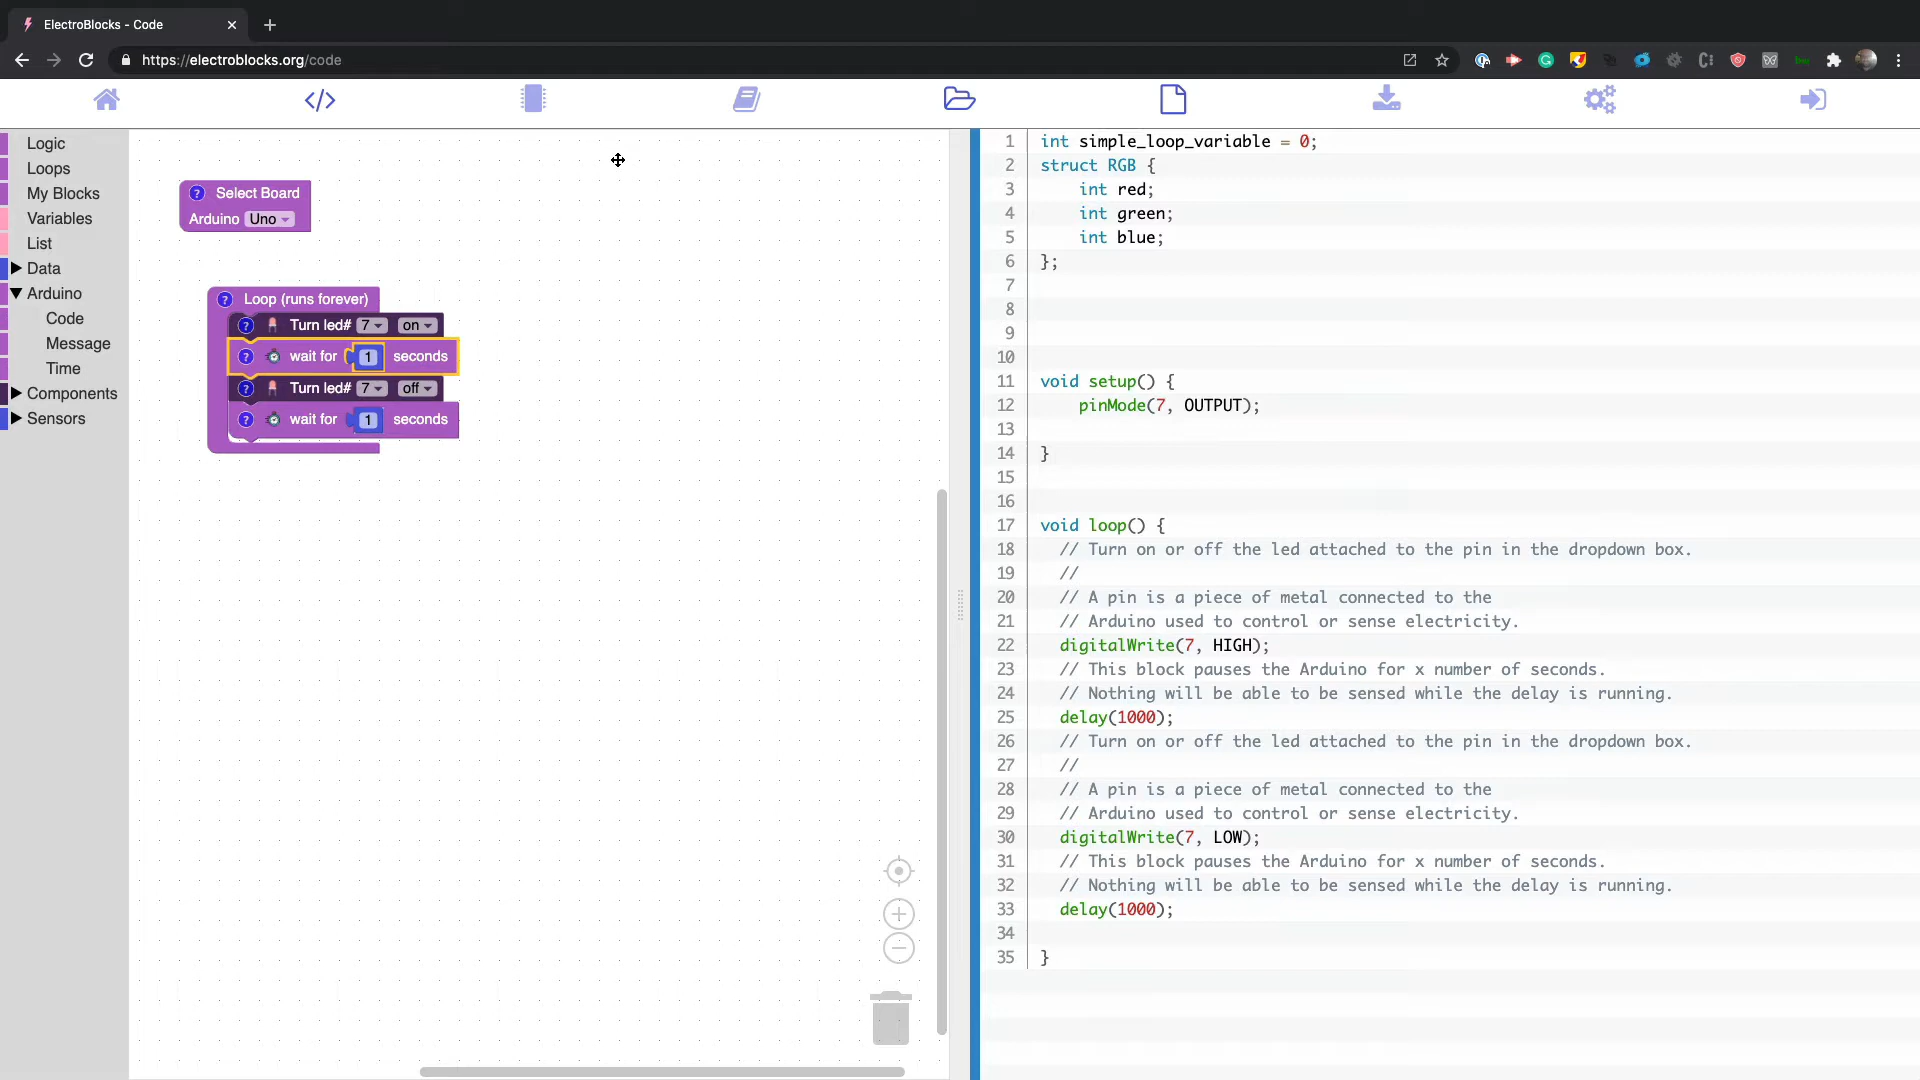 ElectroBlocks - Code
https://electroblocks.org/code
Logic
Loops
My Blocks
Variables
List
Data
Arduino
Code
Message
Time
Components
Sensors
? Select Board
Arduino Uno
? Loop (runs forever)
? Turn led# 7 on
? wait for 1 seconds
? Turn led# 7 off
? wait for 1 seconds
1 int simple_loop_variable = 0;
2 struct RGB {
3 int red;
4 int green;
5 int blue;
6 };
7
8
9
10
11 void setup() {
12 pinMode(7, OUTPUT);
13
14 }
15
16
17 void loop() {
18 // Turn on or off the led attached to the pin in the dropdown box.
19 //
20 // A pin is a piece of metal connected to the
21 // Arduino used to control or sense electricity.
22 digitalWrite(7, HIGH);
23 // This block pauses the Arduino for x number of seconds.
24 // Nothing will be able to be sensed while the delay is running.
25 delay(1000);
26 // Turn on or off the led attached to the pin in the dropdown box.
27 //
28 // A pin is a piece of metal connected to the
29 // Arduino used to control or sense electricity.
30 digitalWrite(7, LOW);
31 // This block pauses the Arduino for x number of seconds.
32 // Nothing will be able to be sensed while the delay is running.
33 delay(1000);
34
35 }